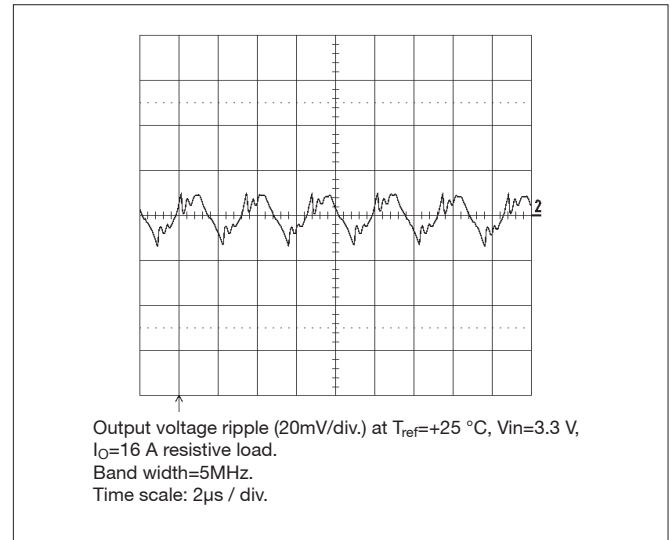 2
Output voltage ripple (20mV/div.) at Tref=+25 °C, Vin=3.3 V,
IO=16 A resistive load.
Band width=5MHz.
Time scale: 2µs / div.